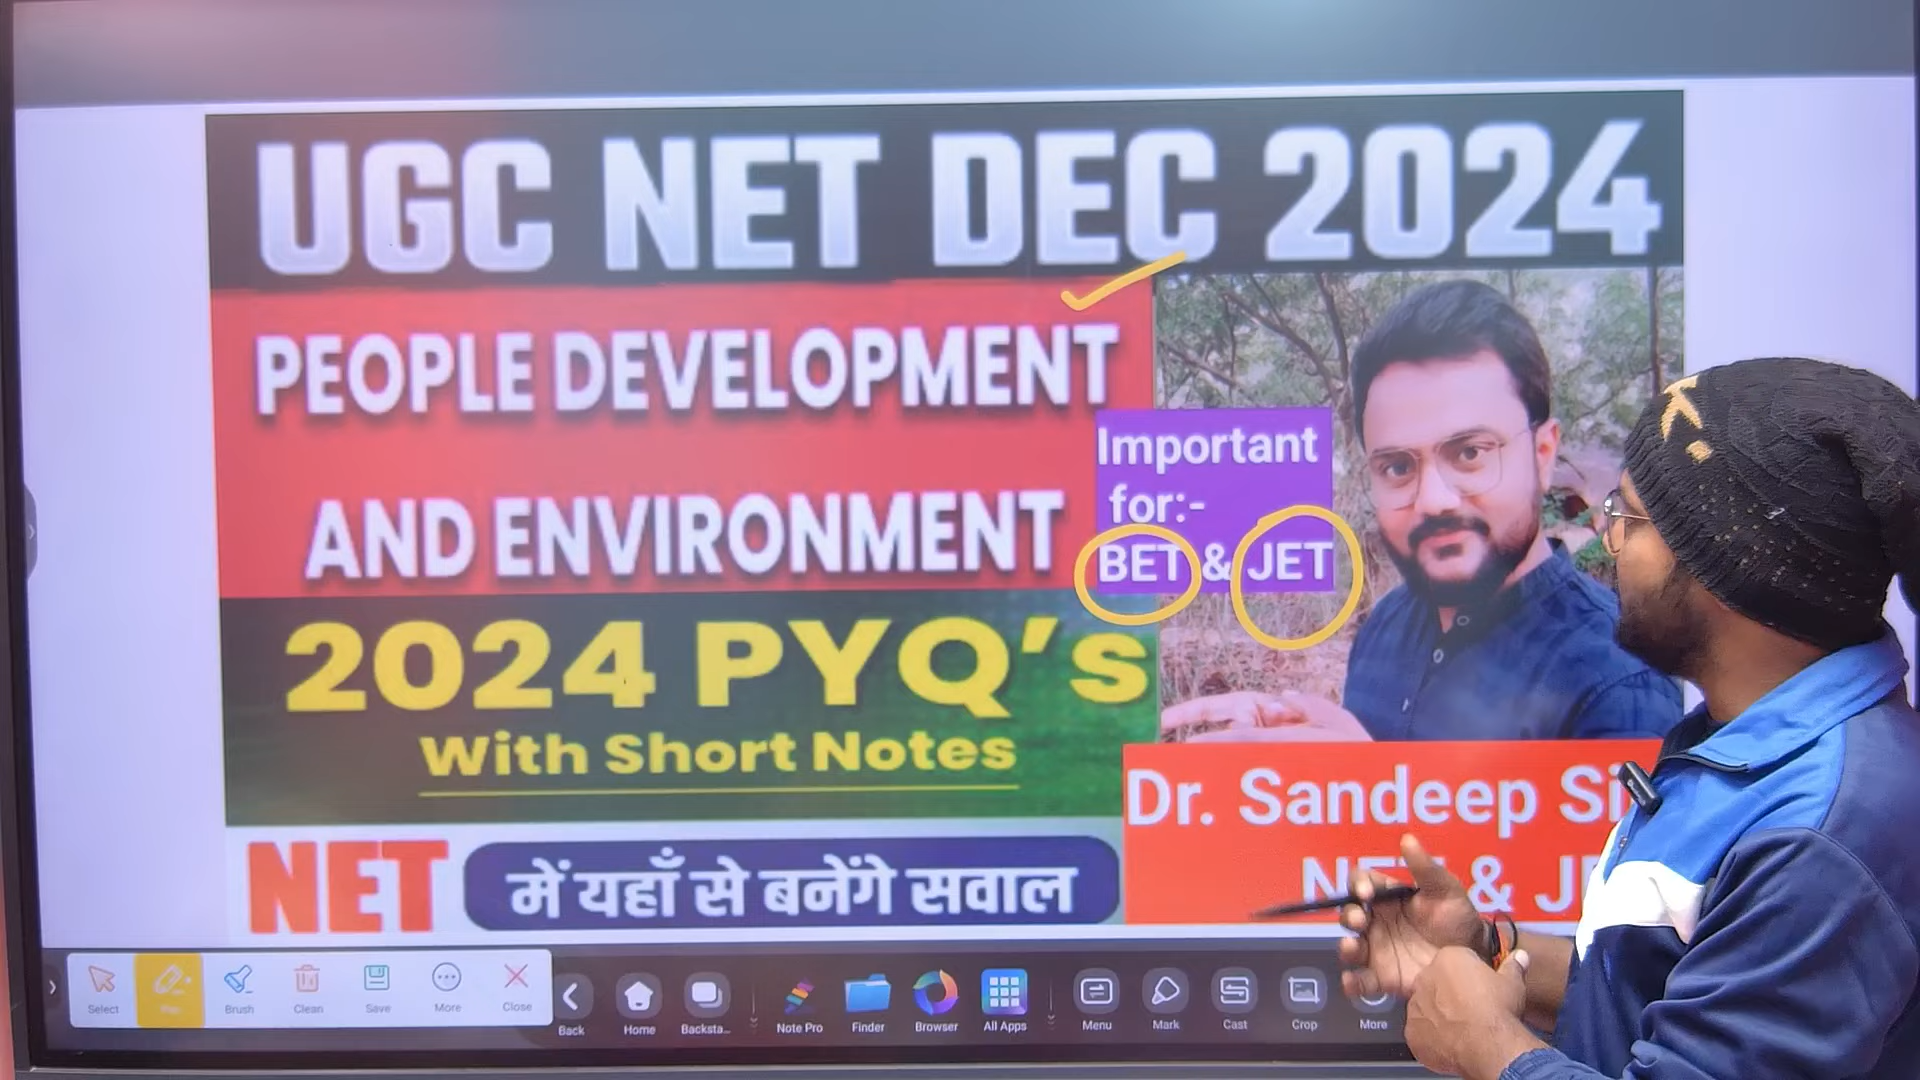 UGC NET DEC 2024
PEOPLE DEVELOPMENT
AND ENVIRONMENT
Important
for:-
BET & JET
2024 PYQ's
With Short Notes
Dr. Sandeep
& 
NET में यहाँ से बनेंगे सवाल
Select
Brush
Clean
Save
More
Close
Back
Home
Backsta...
Note Pro
Finder
Browser
All Apps
Menu
Mark
Cast
Crop
More